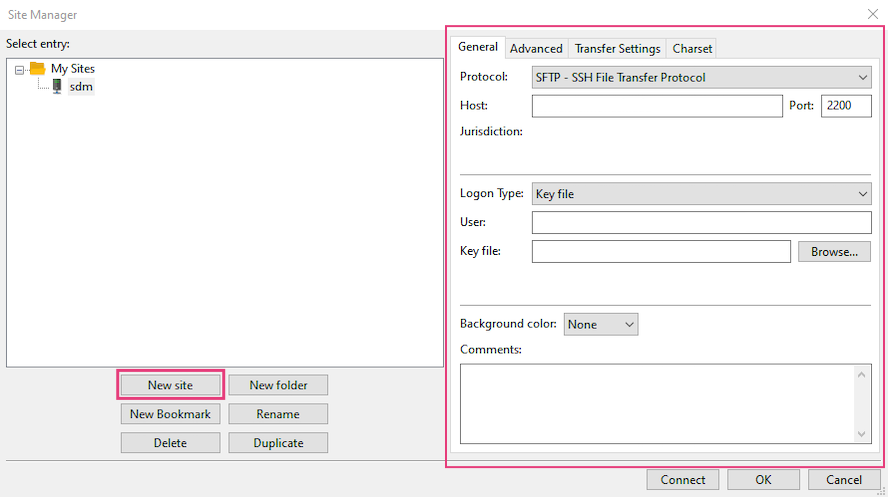 Site Manager
Select entry:
My Sites
sdm
New site New folder
New Bookmark Rename
Delete Duplicate
General Advanced Transfer Settings Charset
Protocol: SFTP - SSH File Transfer Protocol
Host: Port: 2200
Jurisdiction:
Logon Type: Key file
User:
Key file: Browse...
Background color: None
Comments:
Connect OK Cancel